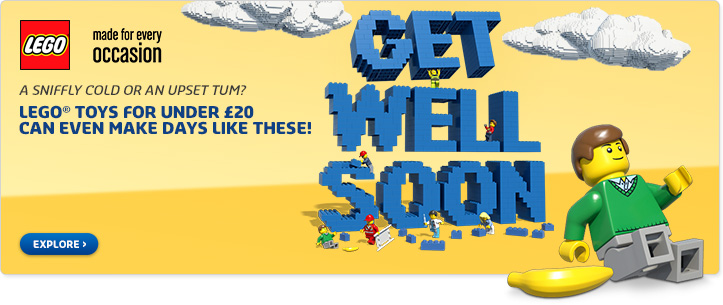 LEGO
made for every
occasion
A SNIFFLY COLD OR AN UPSET TUM?
LEGO® TOYS FOR UNDER £20
CAN EVEN MAKE DAYS LIKE THESE!
GET
WELL
SOON
EXPLORE ›